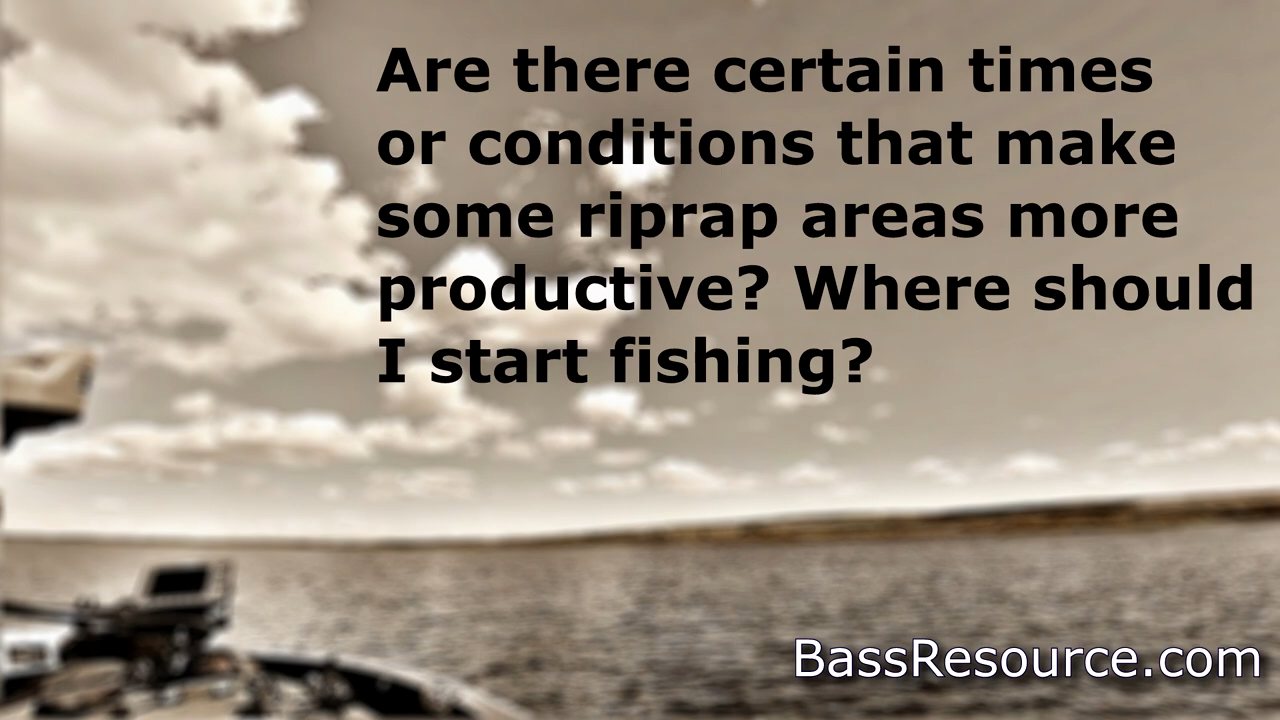 Are there certain times
or conditions that make
some riprap areas more
productive? Where should
I start fishing?
BassResource.com